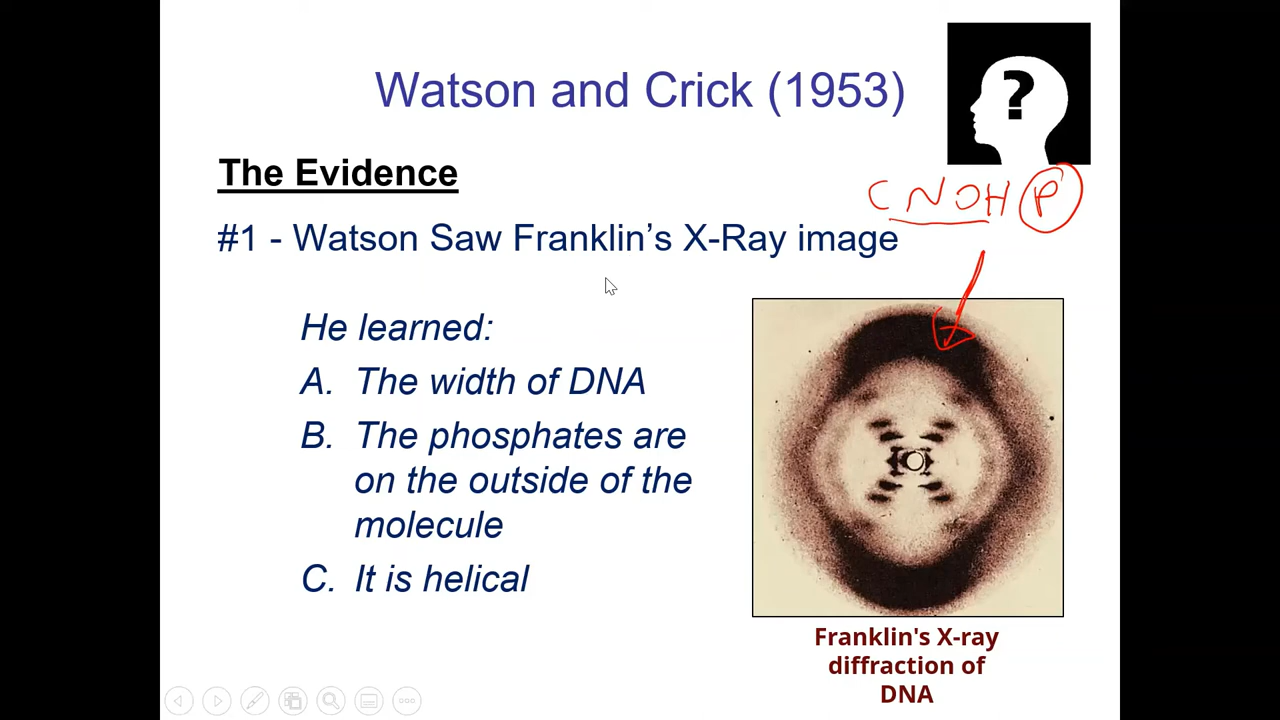 Watson and Crick (1953)
?
The Evidence
C N O H P
#1 - Watson Saw Franklin's X-Ray image
He learned:
A. The width of DNA
B. The phosphates are
on the outside of the
molecule
C. It is helical
Franklin's X-ray
diffraction of
DNA